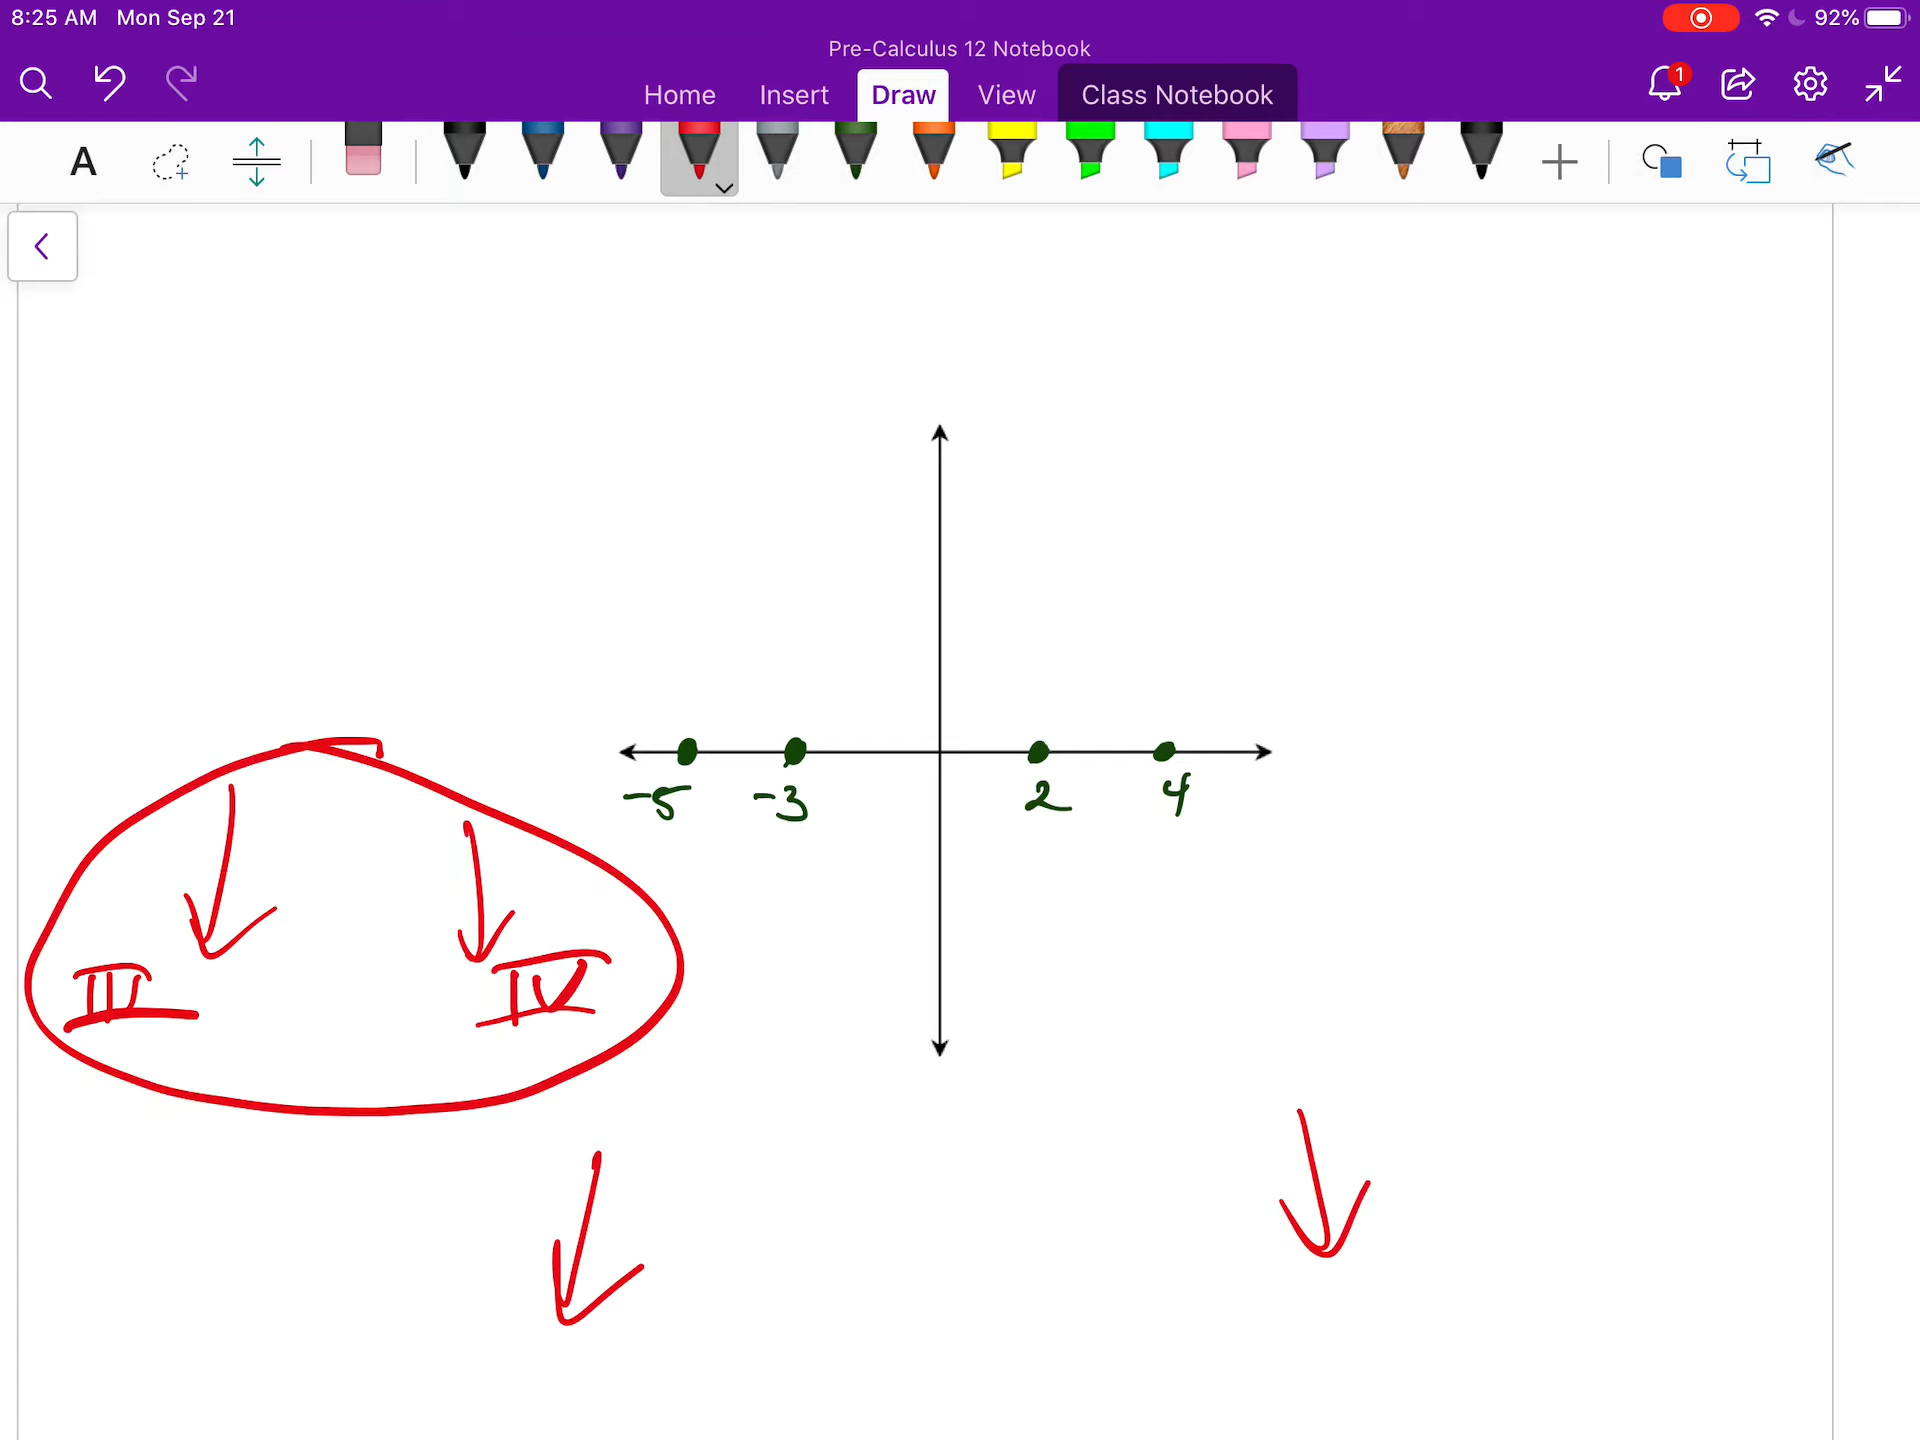 8:25 AM Mon Sep 21
92%
Pre-Calculus 12 Notebook
Home Insert Draw View Class Notebook
1
A
-5 -3 2 4
III IV